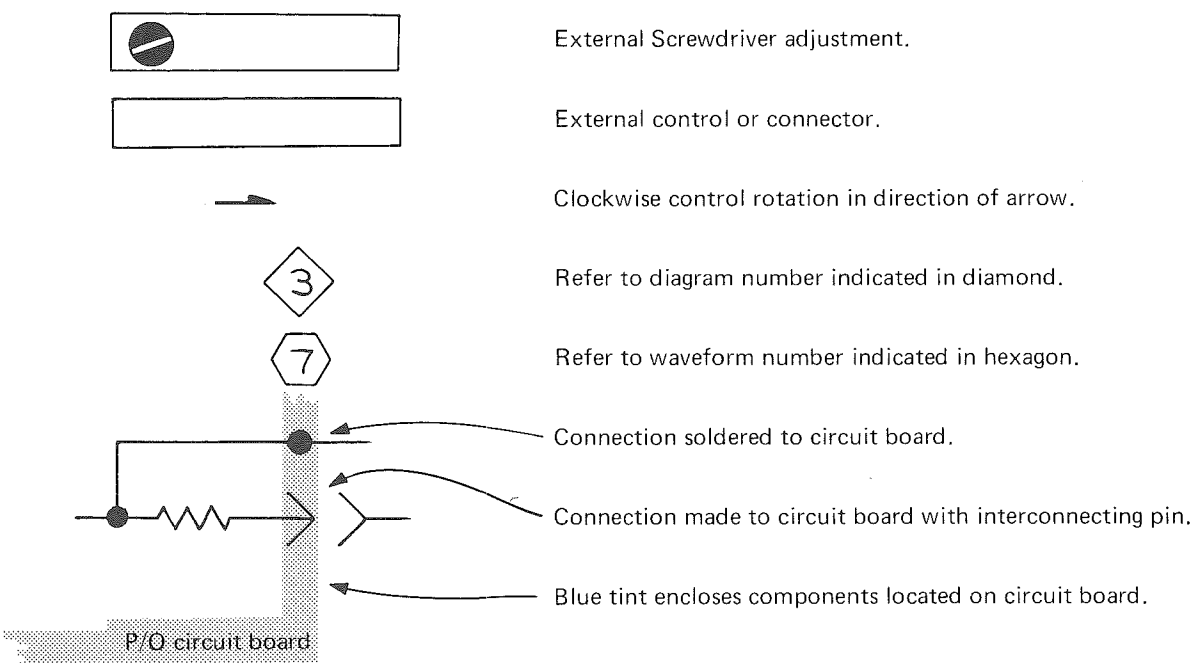 External Screwdriver adjustment.
External control or connector.
Clockwise control rotation in direction of arrow.
3
Refer to diagram number indicated in diamond.
7
Refer to waveform number indicated in hexagon.
Connection soldered to circuit board.
Connection made to circuit board with interconnecting pin.
Blue tint encloses components located on circuit board.
P/O circuit board